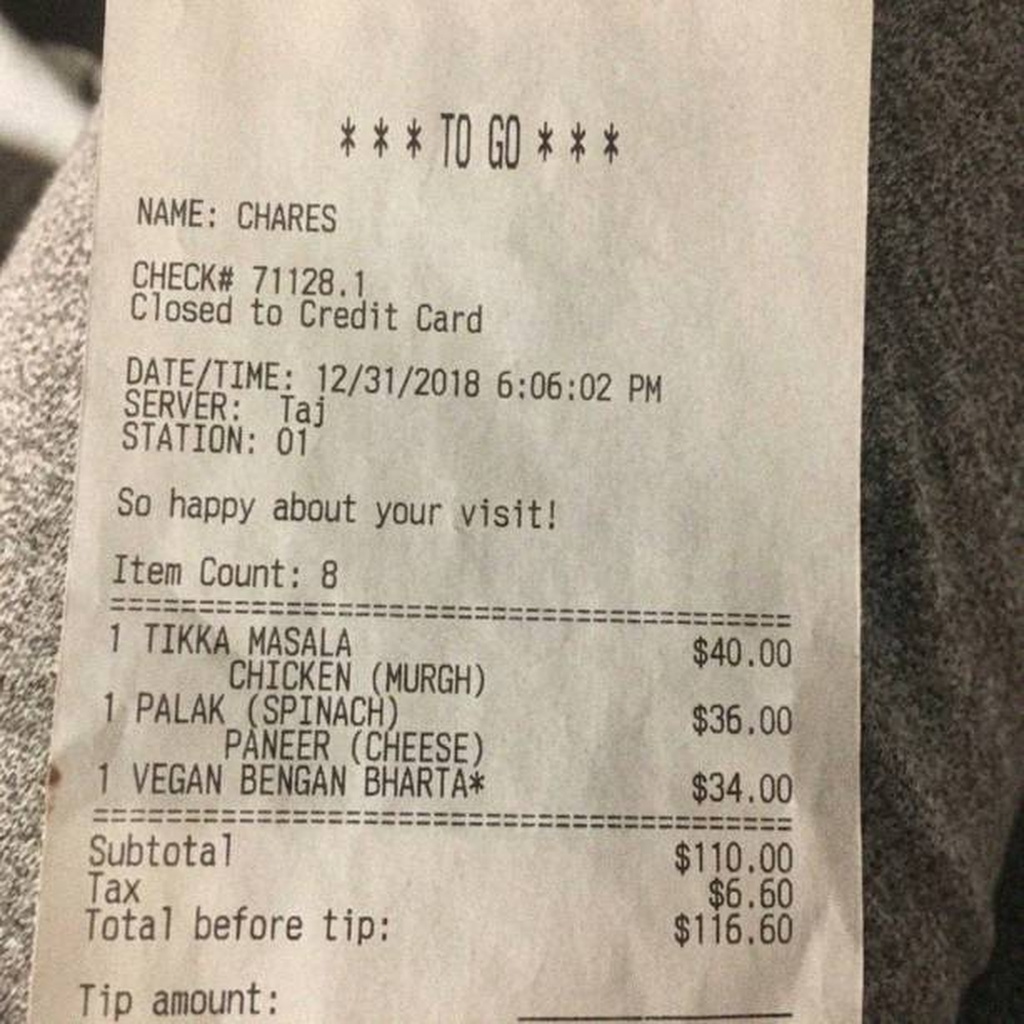 *** TO GO ***
NAME: CHARES
CHECK# 71128.1
Closed to Credit Card
DATE/TIME: 12/31/2018 6:06:02 PM
SERVER: Taj
STATION: 01
So happy about your visit!
Item Count: 8
=======================================
1 TIKKA MASALA $40.00
CHICKEN (MURGH)
1 PALAK (SPINACH) $36.00
PANEER (CHEESE)
1 VEGAN BENGAN BHARTA* $34.00
=======================================
Subtotal $110.00
Tax $6.60
Total before tip: $116.60
Tip amount: ____________